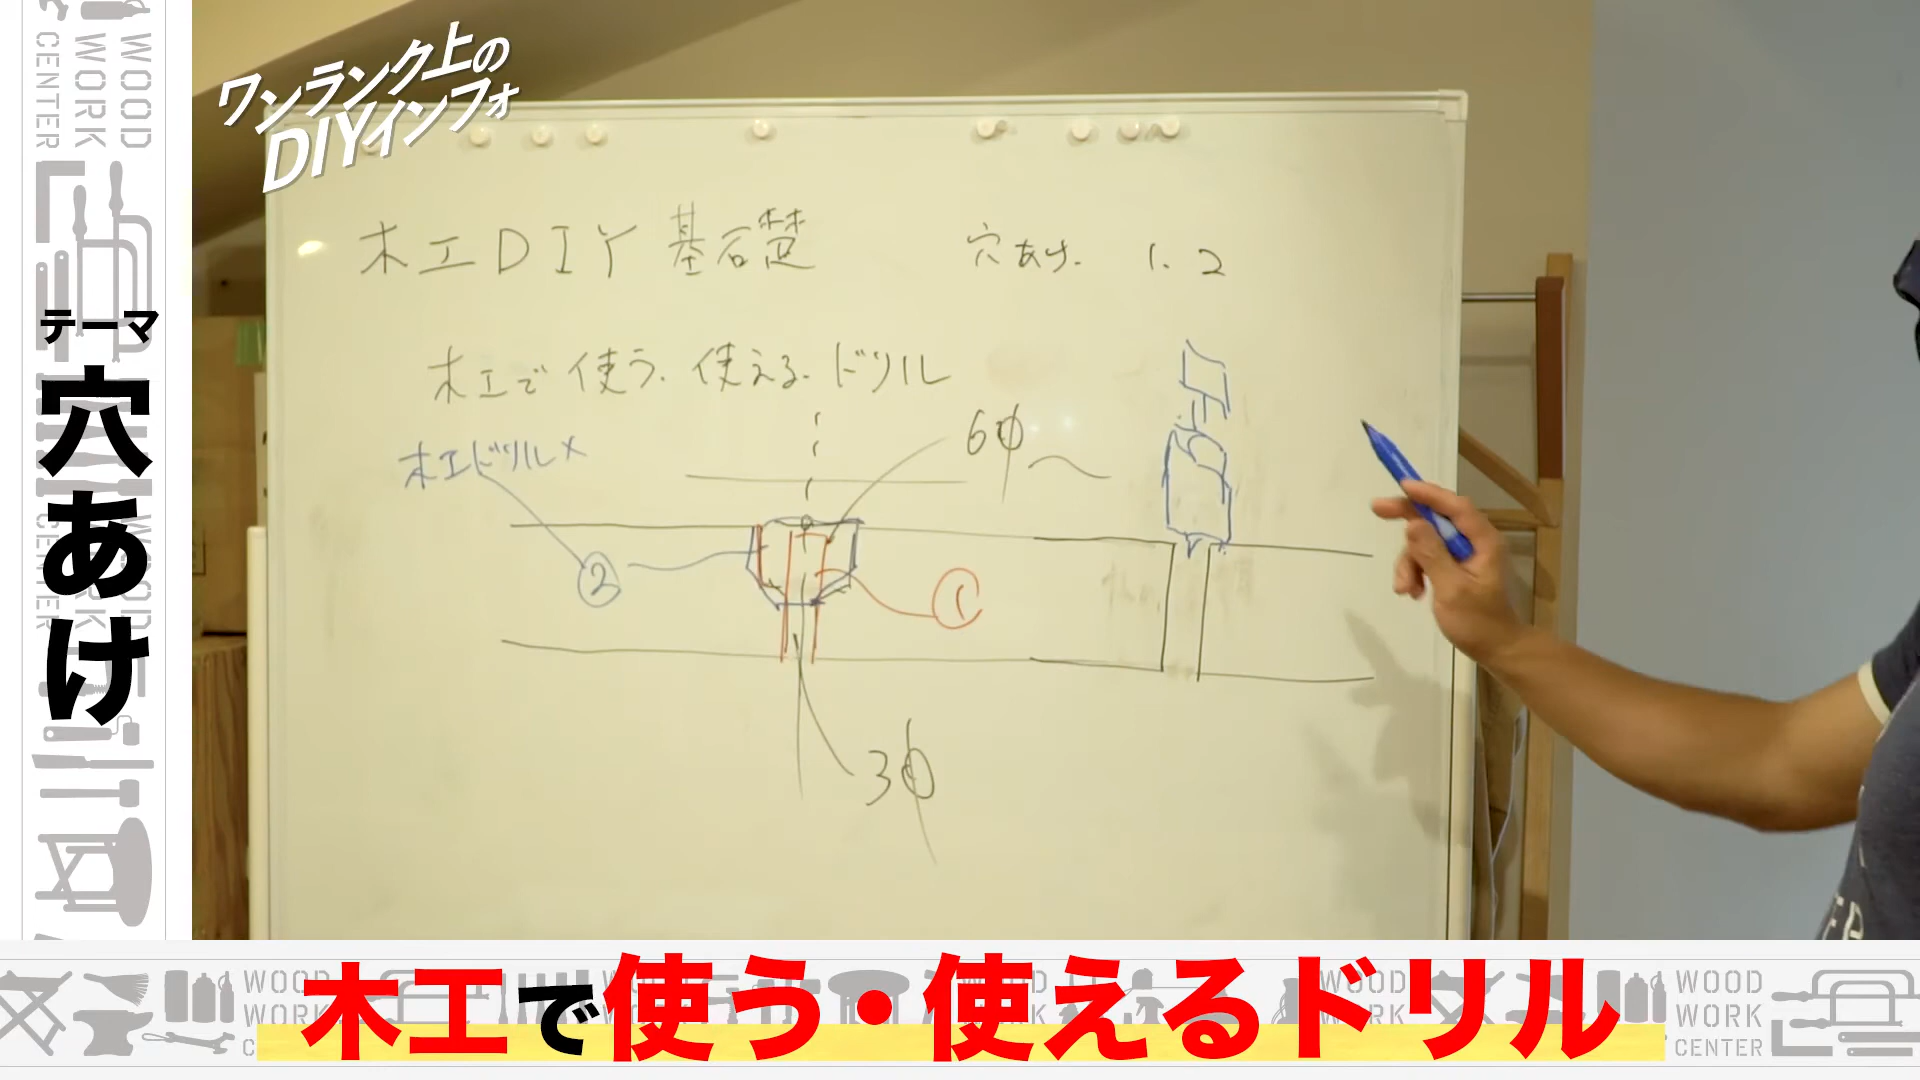 ワンランク上の
DIYインフォ
WOOD
WORK
CENTER
テーマ
穴あけ
木工DIY基礎
穴あけ. 1. 2
木工で使う.使える.ドリル
木工ドリル×
6φ〜
②
①
3φ
木工で使う・使えるドリル
WOOD
WORK
CENTER